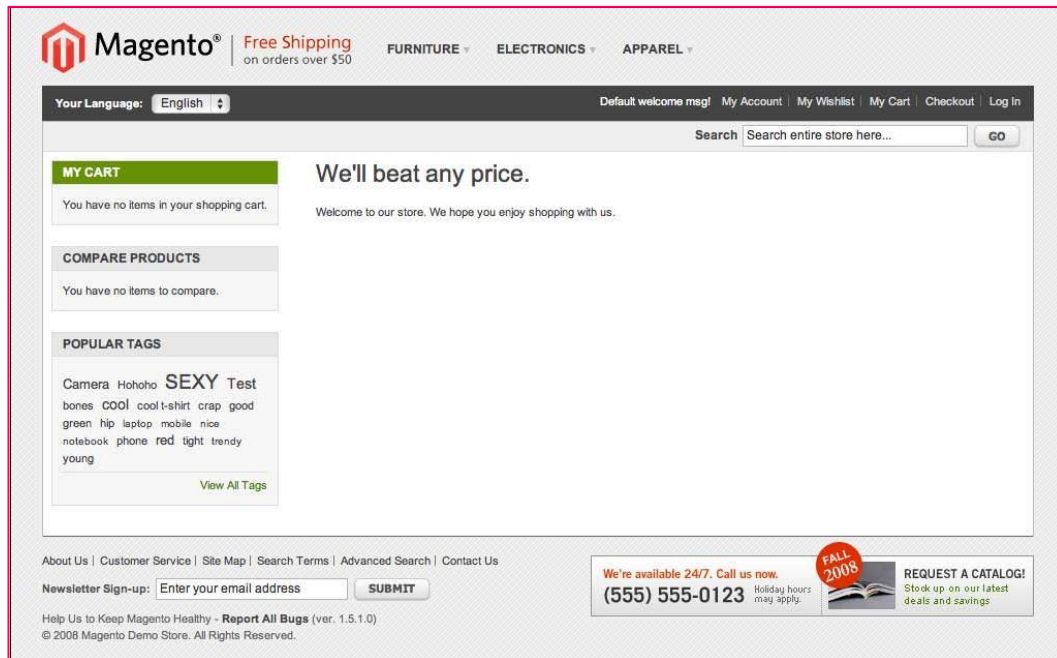 Magento®
Free Shipping
on orders over $50
FURNITURE
ELECTRONICS
APPAREL
Your Language: English
Default welcome msg! My Account | My Wishlist | My Cart | Checkout | Log In
Search Search entire store here... GO
MY CART
You have no items in your shopping cart.
COMPARE PRODUCTS
You have no items to compare.
POPULAR TAGS
Camera Hohoho SEXY Test
bones cool cool t-shirt crap good
green hip laptop mobile nice
notebook phone red tight trendy
young
View All Tags
We'll beat any price.
Welcome to our store. We hope you enjoy shopping with us.
About Us | Customer Service | Site Map | Search Terms | Advanced Search | Contact Us
Newsletter Sign-up: Enter your email address SUBMIT
Help Us to Keep Magento Healthy - Report All Bugs (ver. 1.5.1.0)
© 2008 Magento Demo Store. All Rights Reserved.
We're available 24/7. Call us now.
(555) 555-0123 Holiday hours
may apply.
FALL
2008
REQUEST A CATALOG!
Stock up on our latest
deals and savings